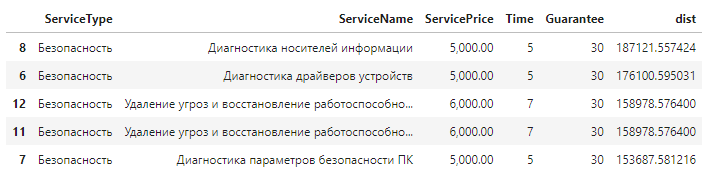 ServiceType ServiceName ServicePrice Time Guarantee dist
8 Безопасность Диагностика носителей информации 5,000.00 5 30 187121.557424
6 Безопасность Диагностика драйверов устройств 5,000.00 5 30 176100.595031
12 Безопасность Удаление угроз и восстановление работоспособно... 6,000.00 7 30 158978.576400
11 Безопасность Удаление угроз и восстановление работоспособно... 6,000.00 7 30 158978.576400
7 Безопасность Диагностика параметров безопасности ПК 5,000.00 5 30 153687.581216